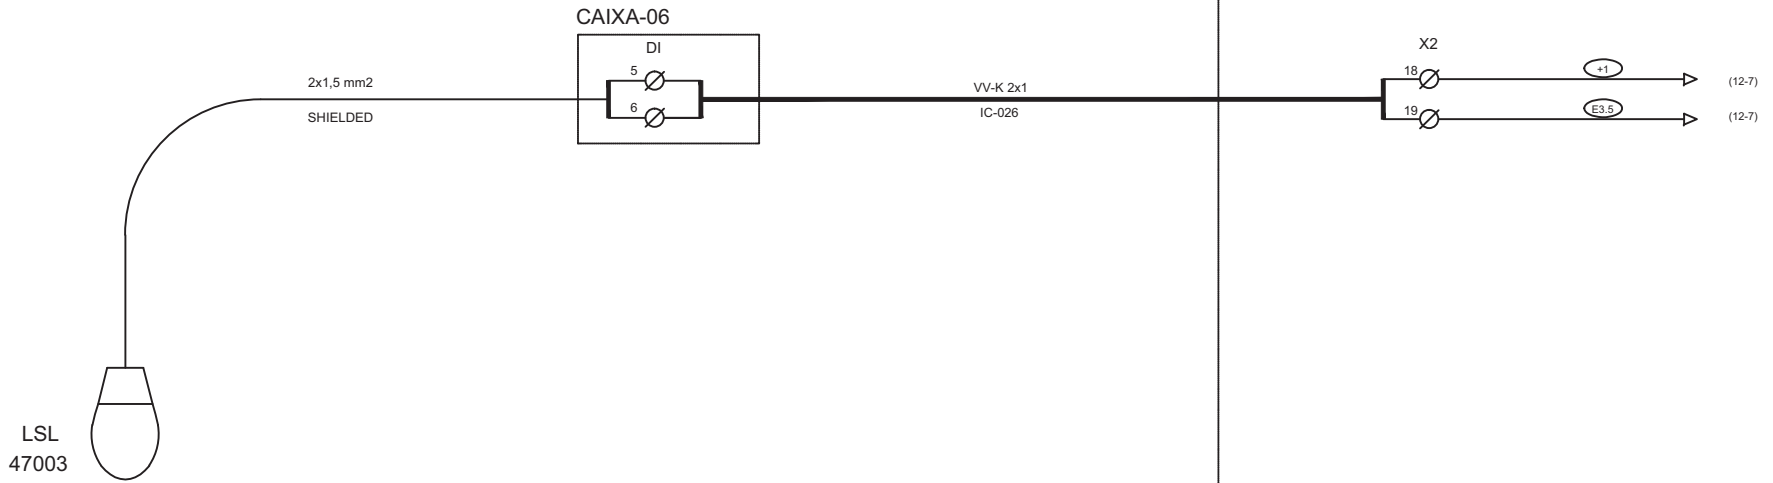 CAIXA-06
DI
X2
2x1,5 mm2
5
VV-K 2x1
18
+1
(12-7)
SHIELDED
6
IC-026
19
E3.5
(12-7)
LSL
47003